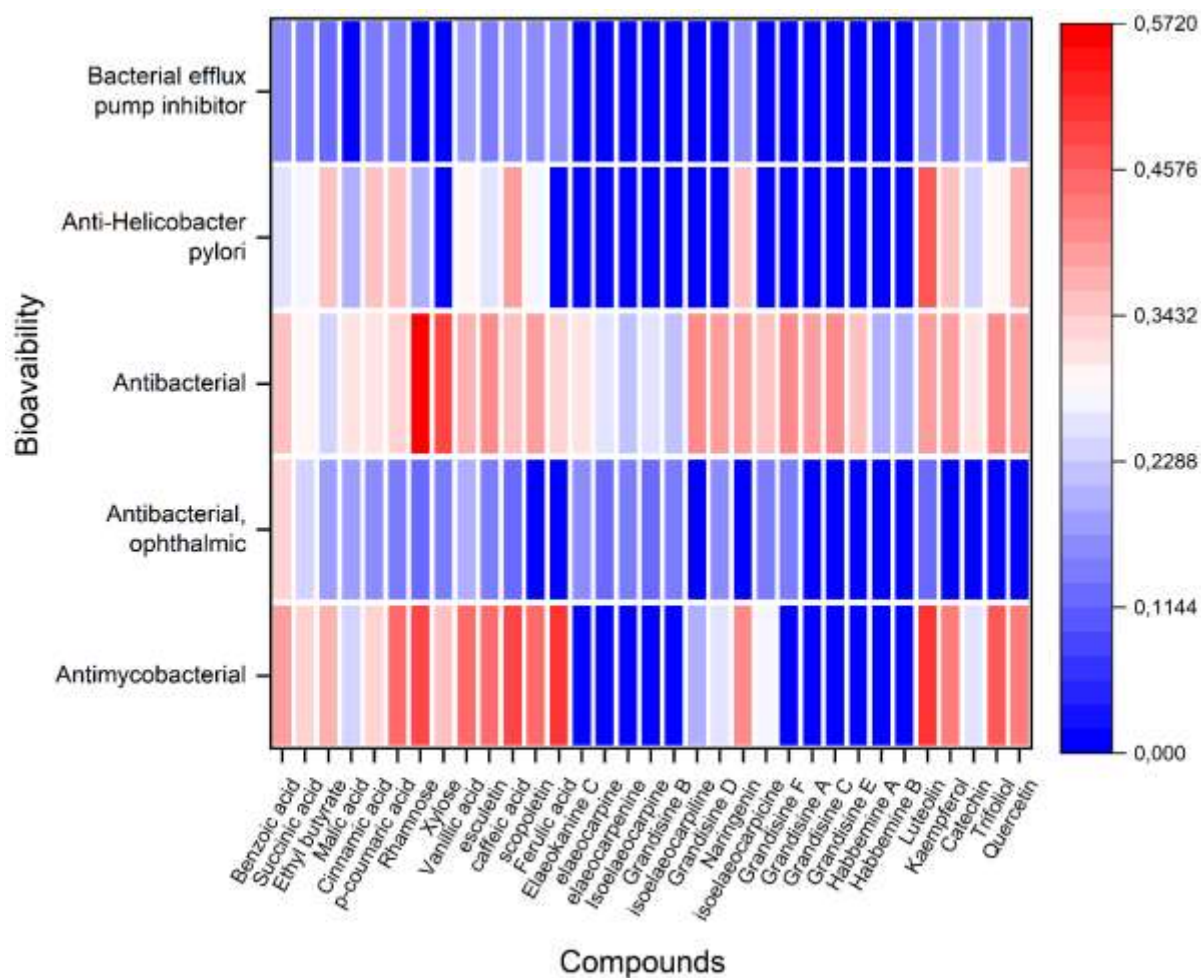 Bioavaibility
Bacterial efflux
pump inhibitor
Anti-Helicobacter
pylori
Antibacterial
Antibacterial,
ophthalmic
Antimycobacterial
0,5720
0,4576
0,3432
0,2288
0,1144
0,000
Benzoic acid
Succinic acid
Ethyl butyrate
Malic acid
Cinnamic acid
p-coumaric acid
Rhamnose
Xylose
Vanillic acid
esculetin
caffeic acid
scopoletin
Ferulic acid
Elaeokanine C
elaeocarpine
elaeocarpenine
Isoelaeocarpine
Grandisine B
isoelaeocarpiline
Grandisine D
Naringenin
isoelaeocarpicine
Grandisine F
Grandisine A
Grandisine C
Grandisine E
Habbemine A
Habbemine B
Luteolin
Kaempferol
Catechin
Trifoliol
Quercetin
Compounds